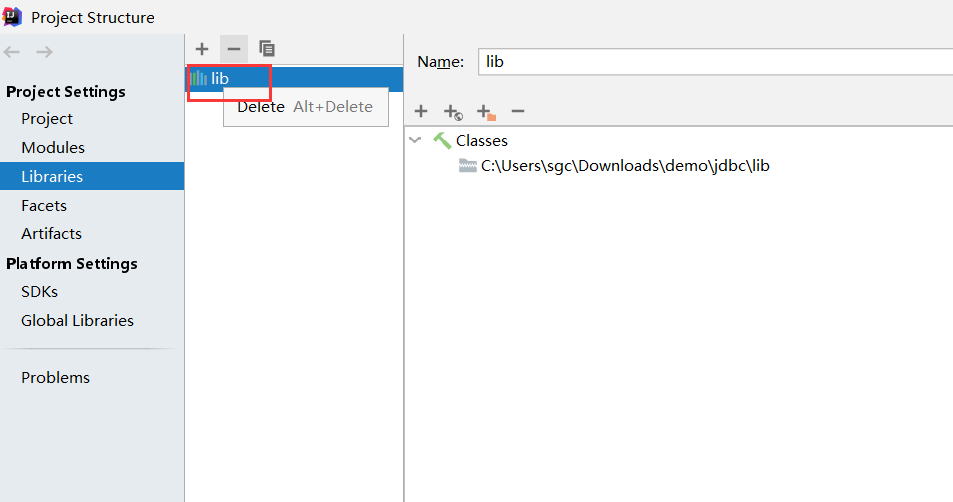 Project Structure
Project Settings
Project
Modules
Libraries
Facets
Artifacts
Platform Settings
SDKs
Global Libraries
Problems
lib
Delete Alt+Delete
Name: lib
Classes
C:\Users\sgc\Downloads\demo\jdbc\lib